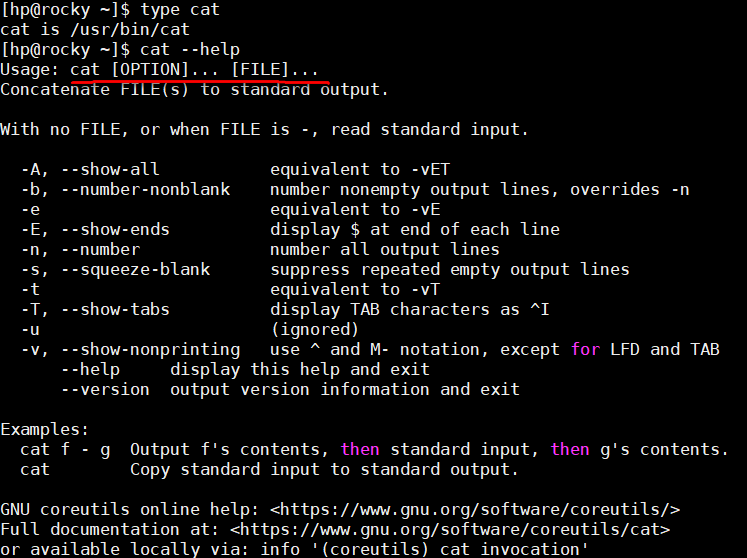 [hp@rocky ~]$ type cat
cat is /usr/bin/cat
[hp@rocky ~]$ cat --help
Usage: cat [OPTION]... [FILE]...
Concatenate FILE(s) to standard output.

With no FILE, or when FILE is -, read standard input.

  -A, --show-all           equivalent to -vET
  -b, --number-nonblank    number nonempty output lines, overrides -n
  -e                       equivalent to -vE
  -E, --show-ends          display $ at end of each line
  -n, --number             number all output lines
  -s, --squeeze-blank      suppress repeated empty output lines
  -t                       equivalent to -vT
  -T, --show-tabs          display TAB characters as ^I
  -u                       (ignored)
  -v, --show-nonprinting   use ^ and M- notation, except for LFD and TAB
      --help     display this help and exit
      --version  output version information and exit

Examples:
  cat f - g  Output f's contents, then standard input, then g's contents.
  cat        Copy standard input to standard output.

GNU coreutils online help: <https://www.gnu.org/software/coreutils/>
Full documentation at: <https://www.gnu.org/software/coreutils/cat>
or available locally via: info '(coreutils) cat invocation'